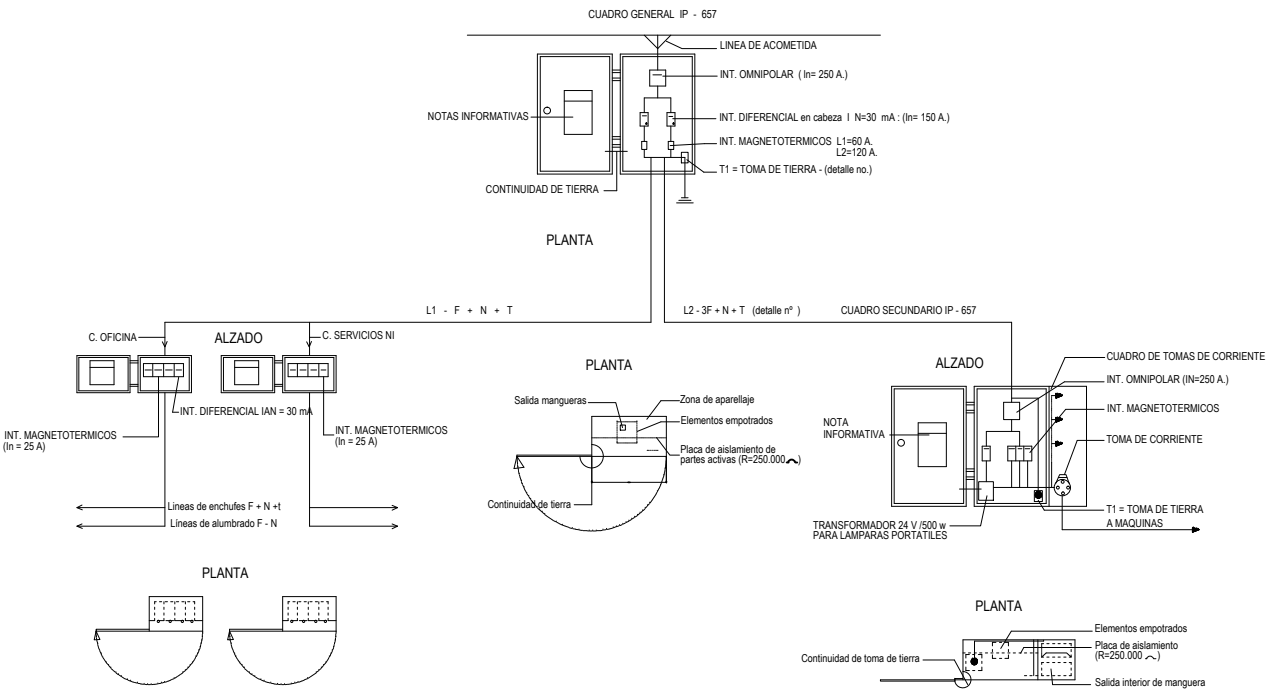 CUADRO GENERAL IP - 657
LINEA DE ACOMETIDA
INT. OMNIPOLAR ( In= 250 A.)
NOTAS INFORMATIVAS
INT. DIFERENCIAL en cabeza I N=30 mA : (In= 150 A.)
INT. MAGNETOTERMICOS L1=60 A.
L2=120 A.
T1 = TOMA DE TIERRA - (detalle no.)
CONTINUIDAD DE TIERRA
PLANTA
L1 - F + N + T
L2 - 3F + N + T (detalle nº )
CUADRO SECUNDARIO IP - 657
C. OFICINA
ALZADO
C. SERVICIOS NI
INT. DIFERENCIAL IAN = 30 mA
INT. MAGNETOTERMICOS
(In = 25 A)
INT. MAGNETOTERMICOS
(In = 25 A)
Lineas de enchufes F + N +t
Líneas de alumbrado F - N
PLANTA
PLANTA
Salida mangueras
Zona de aparellaje
Elementos empotrados
Placa de aislamiento de
partes activas (R=250.000 )
Continuidad de tierra
ALZADO
CUADRO DE TOMAS DE CORRIENTE
INT. OMNIPOLAR (IN=250 A.)
INT. MAGNETOTERMICOS
NOTA
INFORMATIVA
TOMA DE CORRIENTE
T1 = TOMA DE TIERRA
A MAQUINAS
TRANSFORMADOR 24 V /500 w
PARA LAMPARAS PORTATILES
PLANTA
Elementos empotrados
Placa de aislamiento
(R=250.000 )
Continuidad de toma de tierra
Salida interior de manguera